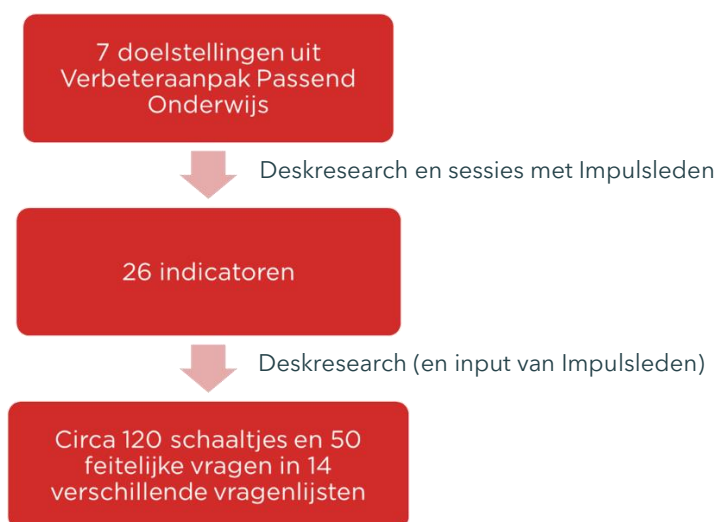 7 doelstellingen uit
Verbeteraanpak Passend
Onderwijs
Deskresearch en sessies met Impulsleden
26 indicatoren
Deskresearch (en input van Impulsleden)
Circa 120 schaaltjes en 50
feitelijke vragen in 14
verschillende vragenlijsten